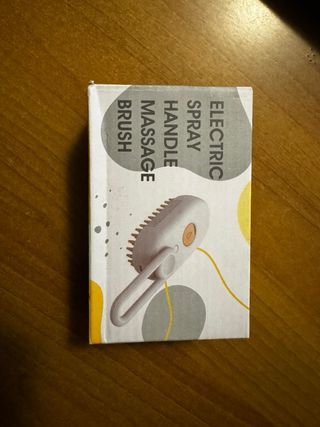 ELECTRIC
SPRAY
HANDLE
MASSAGE
BRUSH